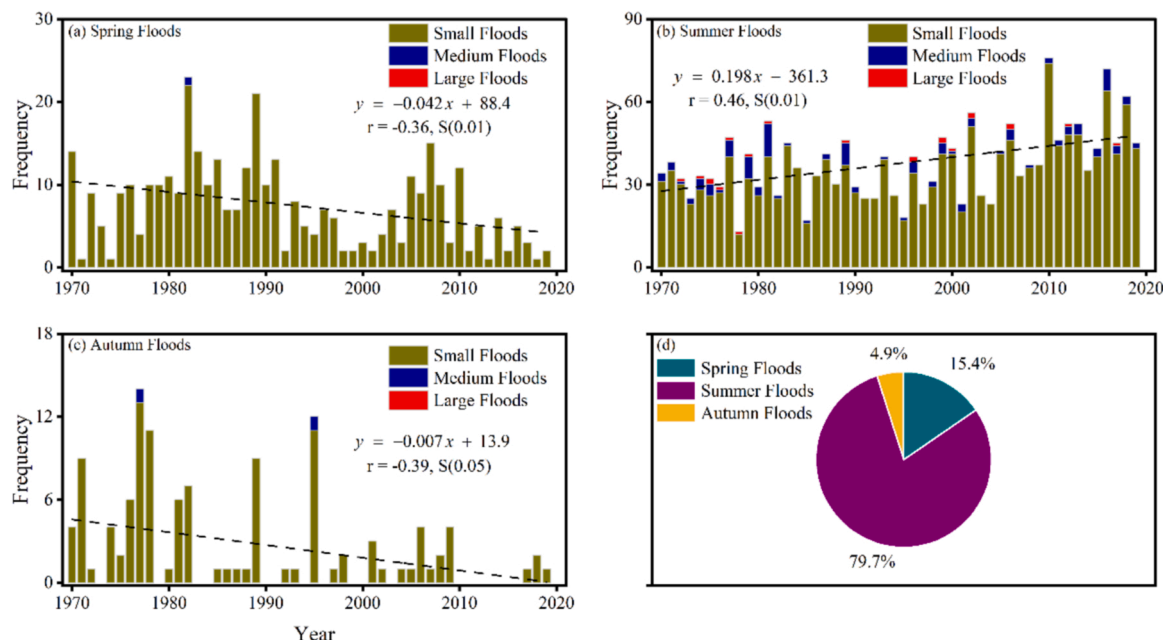 (a) Spring Floods
Small Floods
Medium Floods
Large Floods
y = −0.042x + 88.4
r = -0.36, S(0.01)
Frequency
30
20
10
0
1970 1980 1990 2000 2010 2020
(b) Summer Floods
Small Floods
Medium Floods
Large Floods
y = 0.198x − 361.3
r = 0.46, S(0.01)
Frequency
90
60
30
0
1970 1980 1990 2000 2010 2020
(c) Autumn Floods
Small Floods
Medium Floods
Large Floods
y = −0.007x + 13.9
r = -0.39, S(0.05)
Frequency
18
12
6
0
1970 1980 1990 2000 2010 2020
Year
(d)
Spring Floods
Summer Floods
Autumn Floods
4.9%
15.4%
79.7%